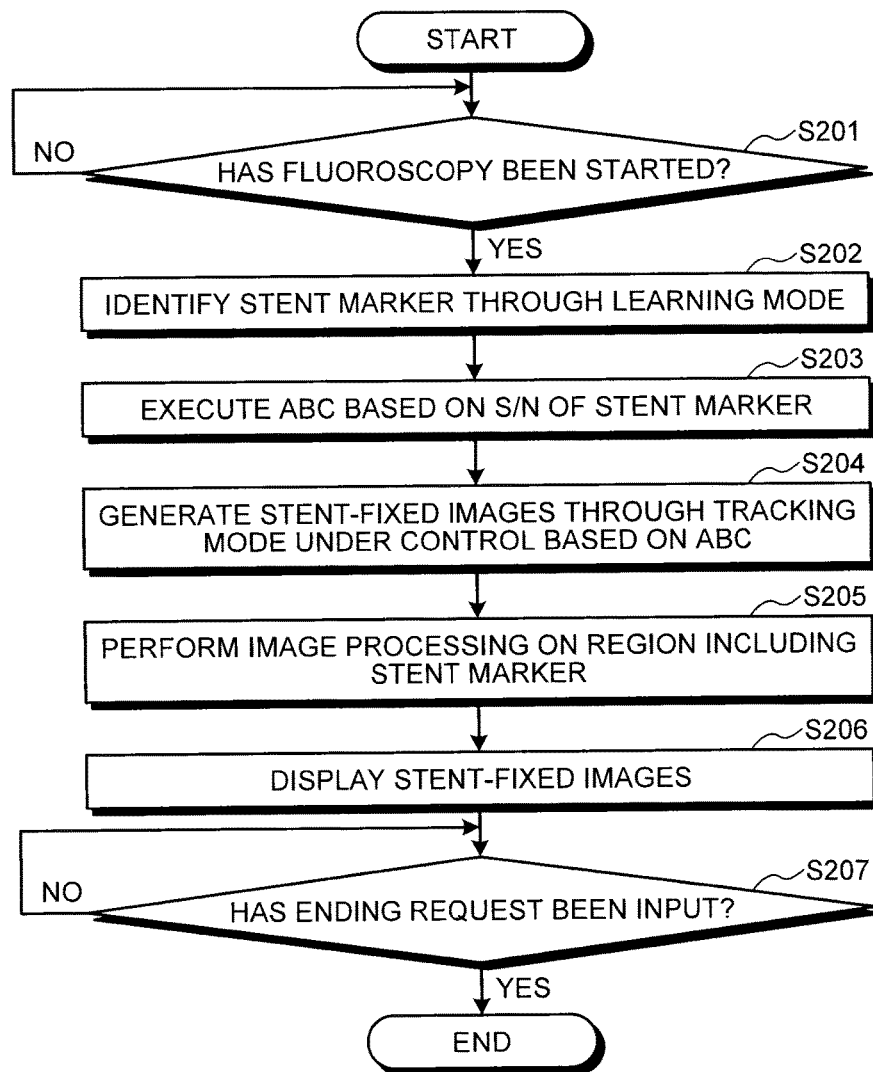 START
S201
NO
HAS FLUOROSCOPY BEEN STARTED?
YES
S202
IDENTIFY STENT MARKER THROUGH LEARNING MODE
S203
EXECUTE ABC BASED ON S/N OF STENT MARKER
S204
GENERATE STENT-FIXED IMAGES THROUGH TRACKING
MODE UNDER CONTROL BASED ON ABC
S205
PERFORM IMAGE PROCESSING ON REGION INCLUDING
STENT MARKER
S206
DISPLAY STENT-FIXED IMAGES
S207
NO
HAS ENDING REQUEST BEEN INPUT?
YES
END